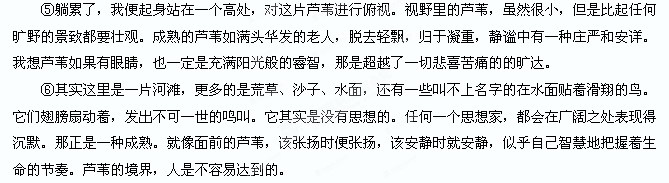 ⑤躺累了，我便起身站在一个高处，对这片芦苇进行俯视。视野里的芦苇，虽然很小，但是比起任何
旷野的景致都要壮观。成熟的芦苇如满头华发的老人，脱去轻飘，归于凝重，静谧中有一种庄严和安详。
我想芦苇如果有眼睛，也一定是充满阳光般的睿智，那是超越了一切悲喜苦痛的的旷达。
⑥其实这里是一片河滩，更多的是荒草、沙子、水面，还有一些叫不上名字的在水面贴着滑翔的鸟。
它们翅膀扇动着，发出不可一世的鸣叫。它其实是没有思想的。任何一个思想家，都会在广阔之处表现得
沉默。那正是一种成熟。就像面前的芦苇，该张扬时便张扬，该安静时就安静，似乎自己智慧地把握着生
命的节奏。芦苇的境界，人是不容易达到的。